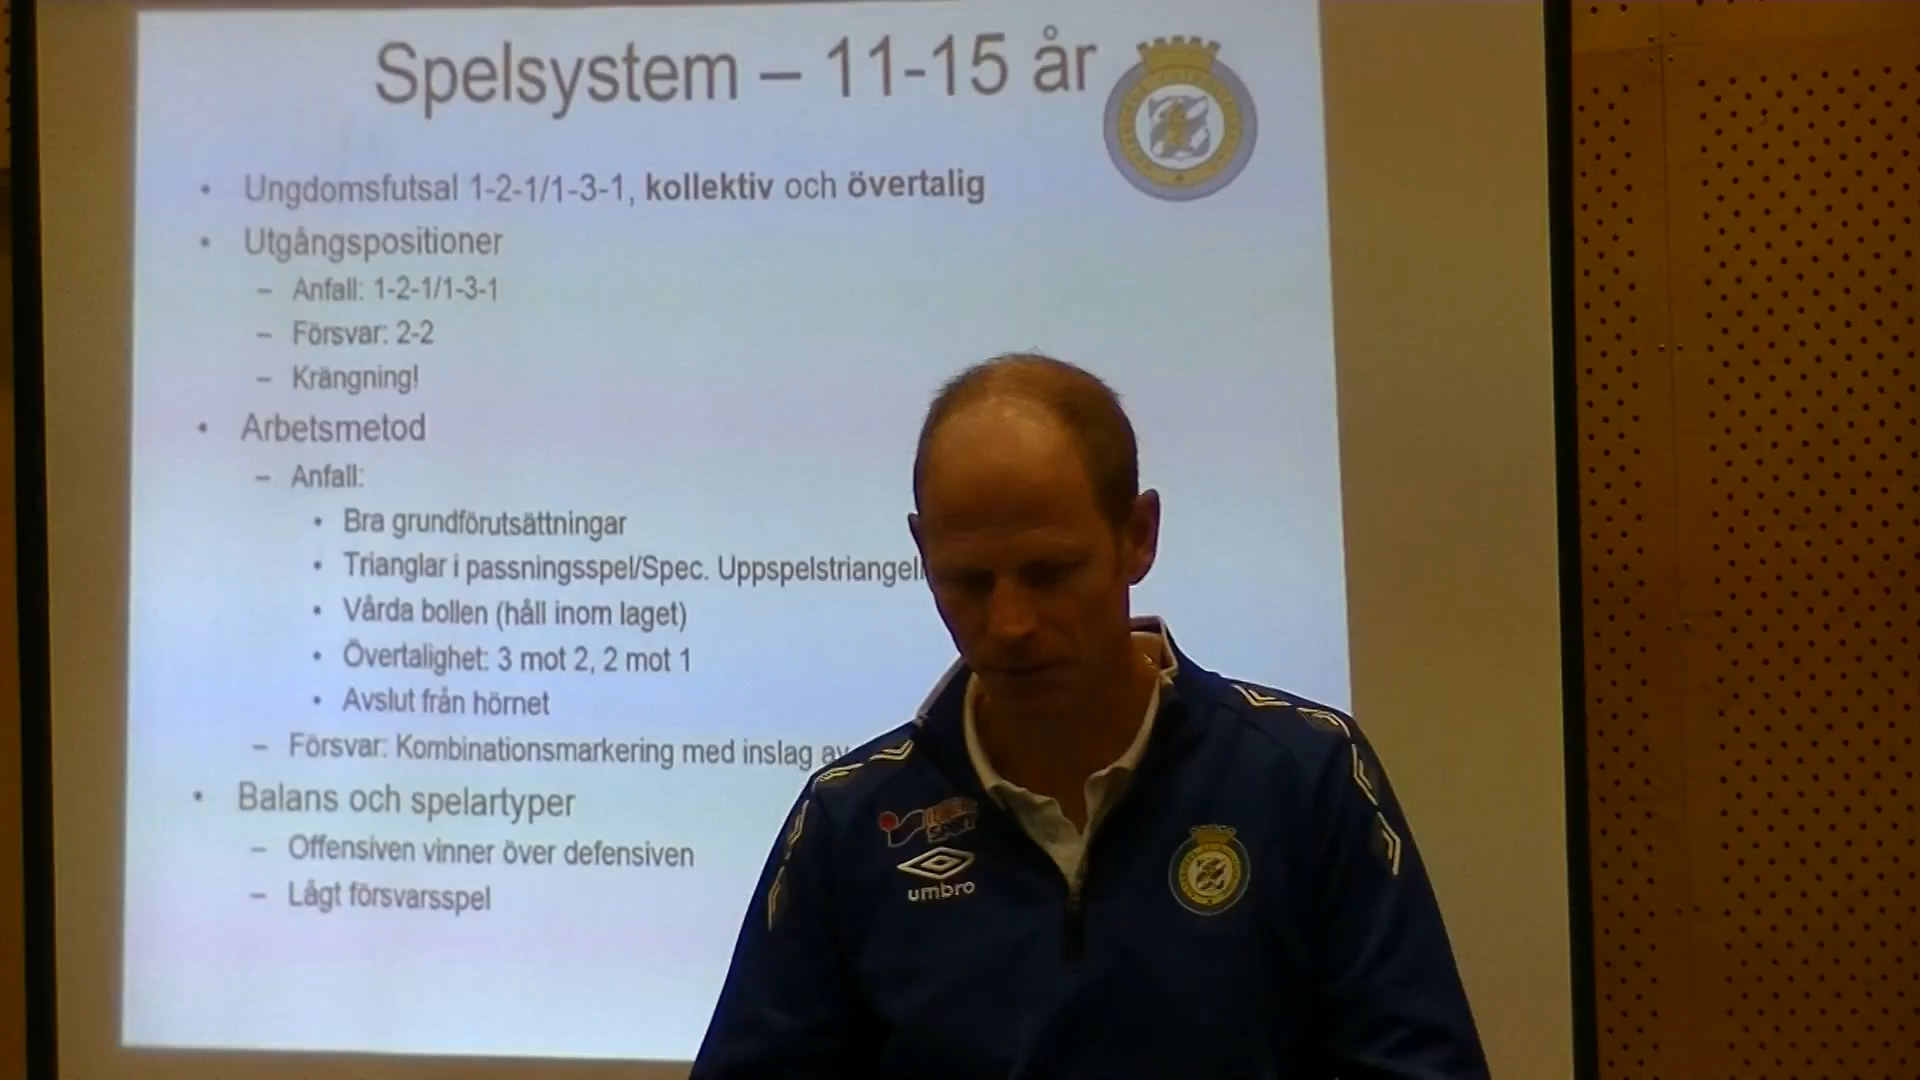 Spelsystem – 11-15 år
• Ungdomsfutsal 1-2-1/1-3-1, kollektiv och övertalig
• Utgångspositioner
– Anfall: 1-2-1/1-3-1
– Försvar: 2-2
– Krängning!
• Arbetsmetod
– Anfall:
• Bra grundförutsättningar
• Trianglar i passningsspel/Spec. Uppspelstriangel
• Vårda bollen (håll inom laget)
• Övertalighet: 3 mot 2, 2 mot 1
• Avslut från hörnet
– Försvar: Kombinationsmarkering med inslag av
• Balans och spelartyper
– Offensiven vinner över defensiven
– Lågt försvarsspel
SPORT
umbro